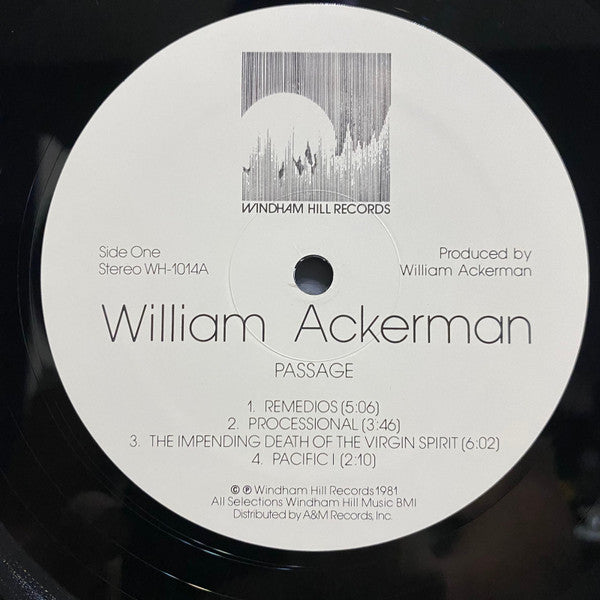 WINDHAM HILL RECORDS
Side One
Stereo WH-1014A
Produced by
William Ackerman
William Ackerman
PASSAGE
1. REMEDIOS (5:06)
2. PROCESSIONAL (3:46)
3. THE IMPENDING DEATH OF THE VIRGIN SPIRIT (6:02)
4. PACIFIC I (2:10)
© ℗ Windham Hill Records 1981
All Selections Windham Hill Music BMI
Distributed by A&M Records, Inc.